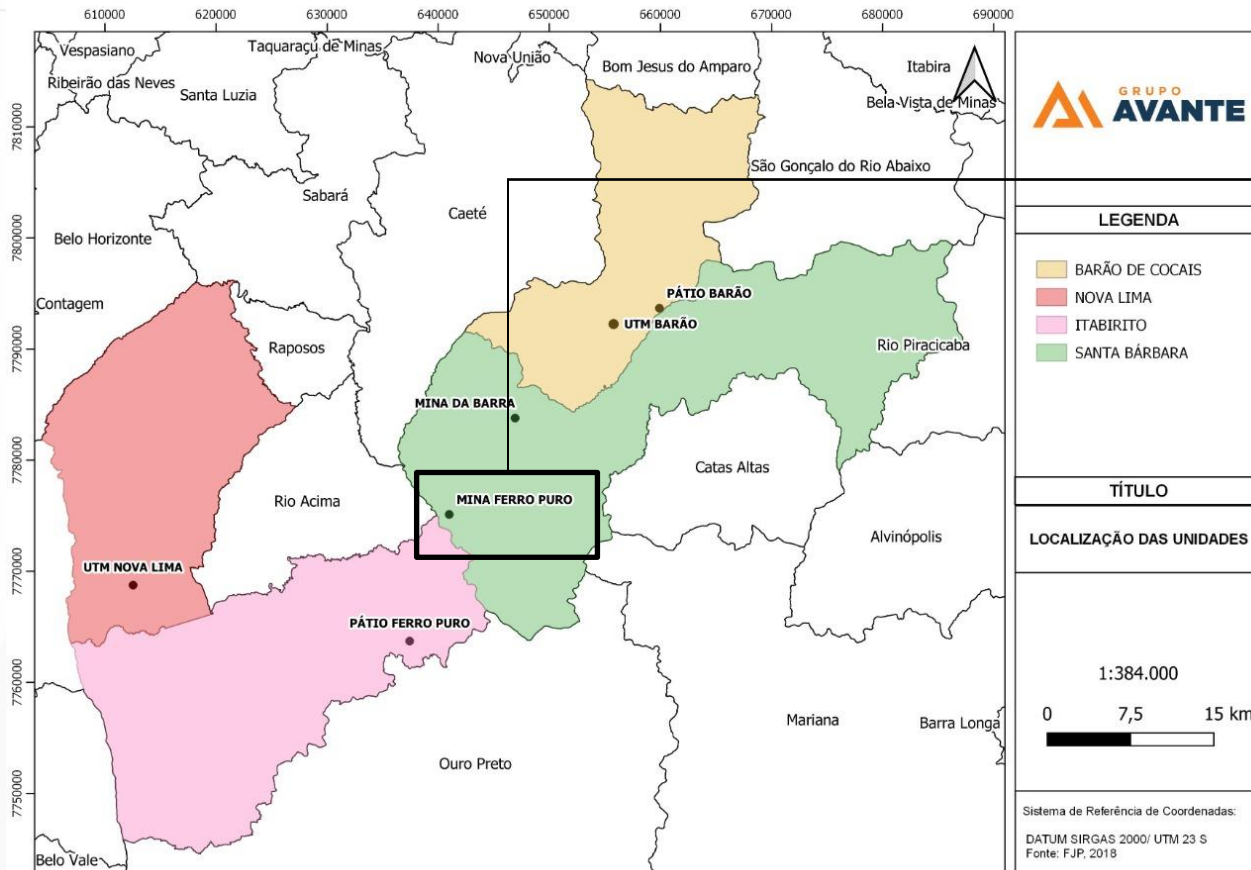 610000
620000
630000
640000
650000
660000
670000
680000
690000
7810000
7800000
7790000
7780000
7770000
7760000
7750000
Vespasiano
Taquaraçu de Minas
Nova União
Bom Jesus do Amparo
Itabira
Ribeirão das Neves
Santa Luzia
Bela Vista de Minas
São Gonçalo do Rio Abaixo
Sabará
Caeté
Belo Horizonte
Contagem
PÁTIO BARÃO
UTM BARÃO
Raposos
Rio Piracicaba
MINA DA BARRA
Catas Altas
Rio Acima
MINA FERRO PURO
Alvinópolis
UTM NOVA LIMA
PÁTIO FERRO PURO
Mariana
Barra Longa
Ouro Preto
Belo Vale
GRUPO
AVANTE
LEGENDA
BARÃO DE COCAIS
NOVA LIMA
ITABIRITO
SANTA BÁRBARA
TÍTULO
LOCALIZAÇÃO DAS UNIDADES
1:384.000
0 7,5 15 km
Sistema de Referência de Coordenadas:
DATUM SIRGAS 2000/ UTM 23 S
Fonte: FJP, 2018